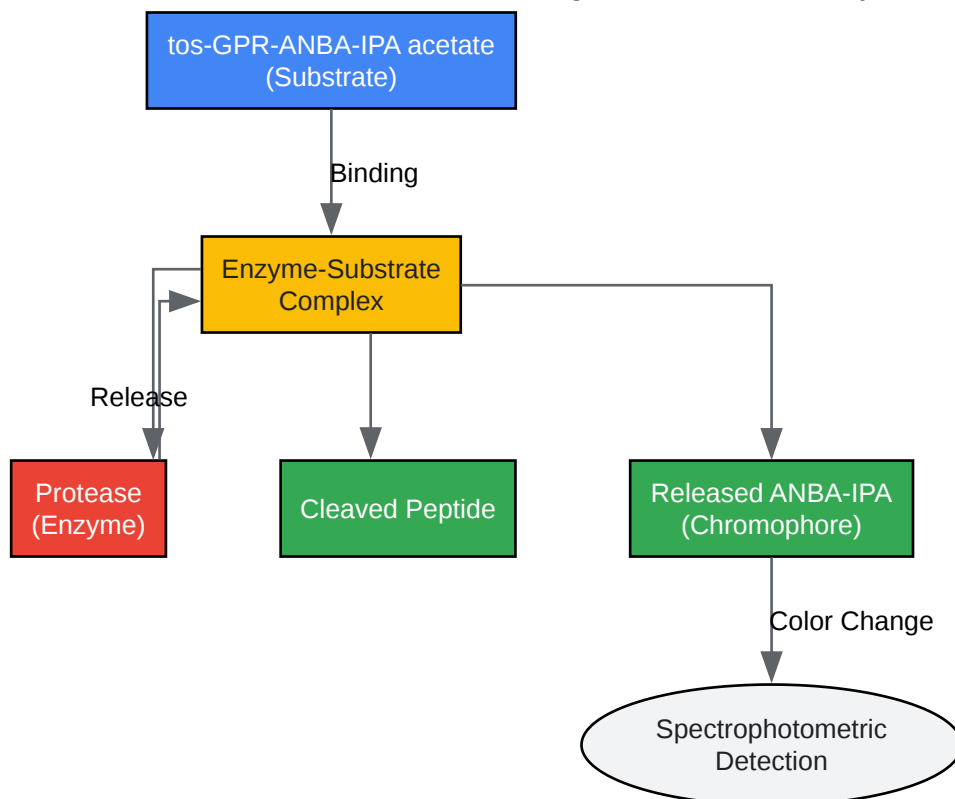 tos-GPR-ANBA-IPA acetate
(Substrate)
Binding
Enzyme-Substrate
Complex
Release
Protease
(Enzyme)
Cleaved Peptide
Released ANBA-IPA
(Chromophore)
Color Change
Spectrophotometric
Detection